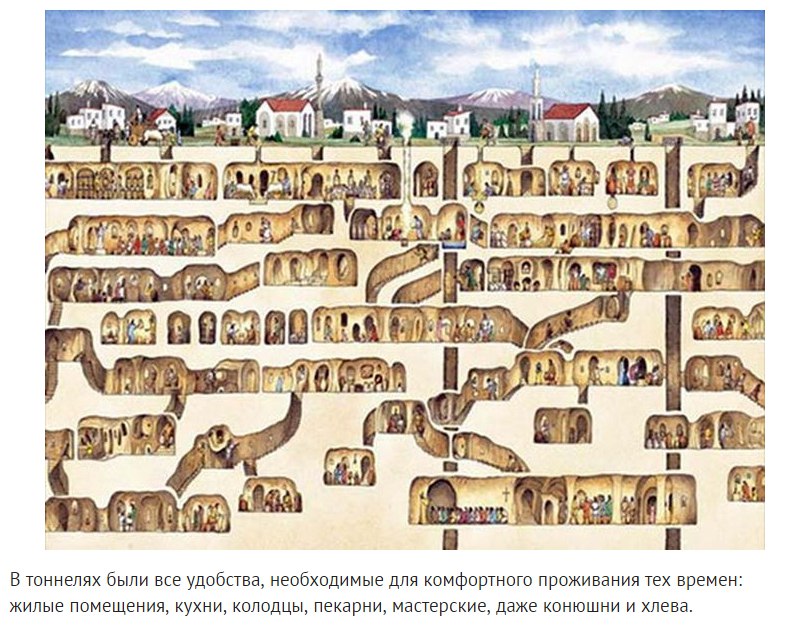 В тоннелях были все удобства, необходимые для комфортного проживания тех времен:
жилые помещения, кухни, колодцы, пекарни, мастерские, даже конюшни и хлева.